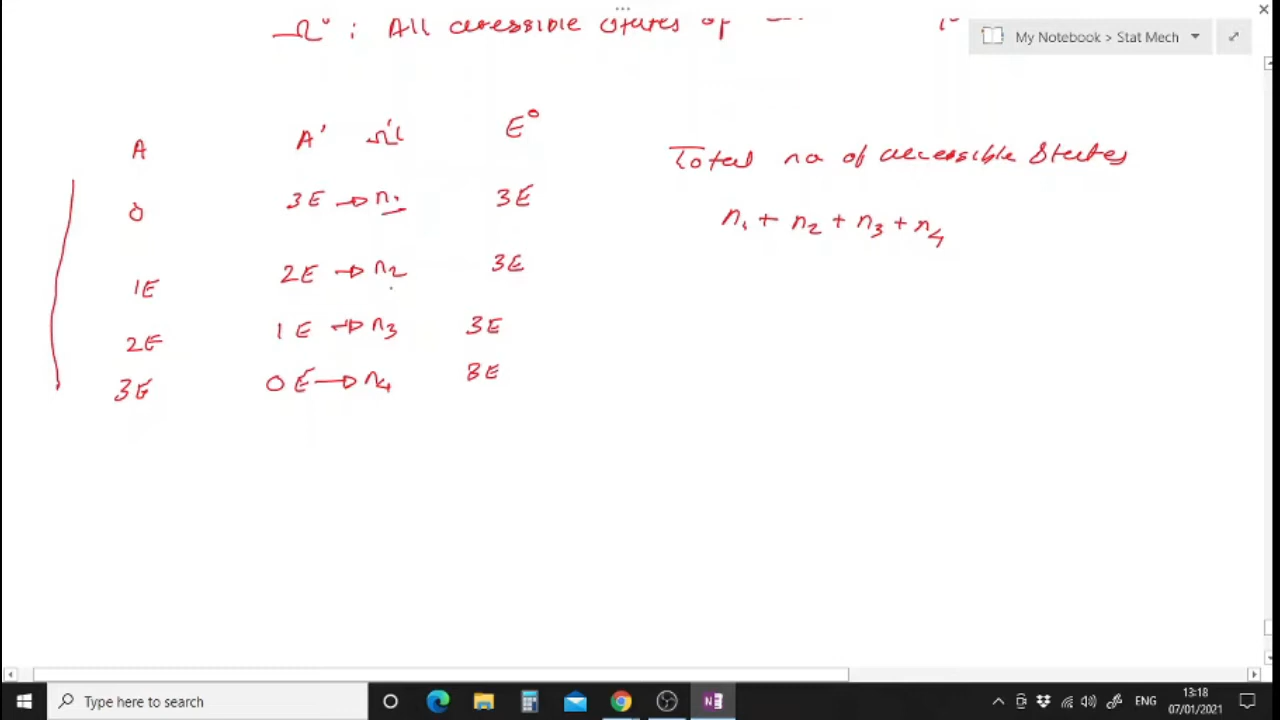 Ω° : All accessible States of
My Notebook > Stat Mech
A A' Ω' E°
0 3E → n₁ 3E
1E 2E → n₂ 3E
2E 1E → n₃ 3E
3E 0E → n₄ 3E
Total no of accessible States
n₁ + n₂ + n₃ + n₄
Type here to search
ENG
13:18
07/01/2021